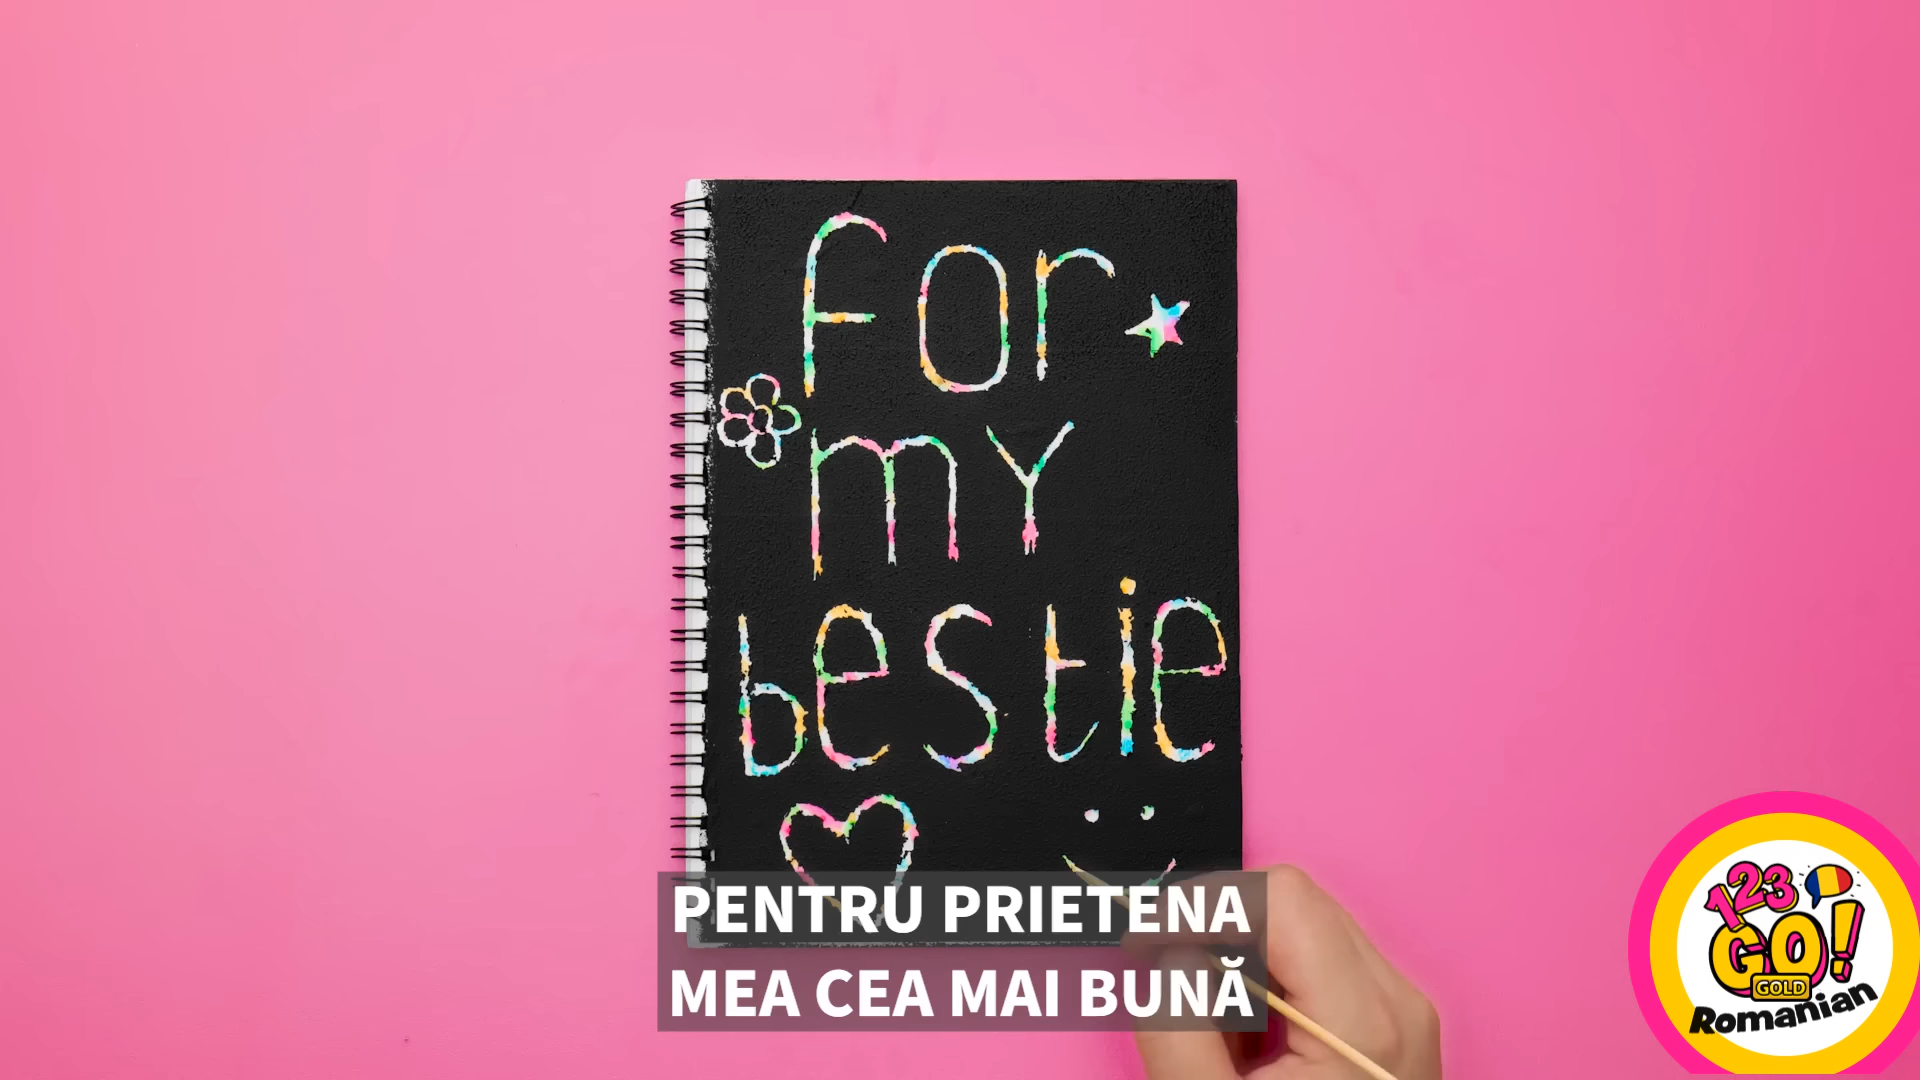 For
my
bestie
PENTRU PRIETENA
MEA CEA MAI BUNĂ
123
GO!
GOLD
Romanian